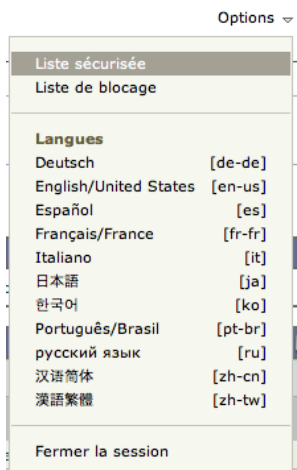 Options
Liste sécurisée
Liste de blocage
Langues
Deutsch [de-de]
English/United States [en-us]
Español [es]
Français/France [fr-fr]
Italiano [it]
日本語 [ja]
한국어 [ko]
Português/Brasil [pt-br]
русский язык [ru]
汉语简体 [zh-cn]
漢語繁體 [zh-tw]
Fermer la session